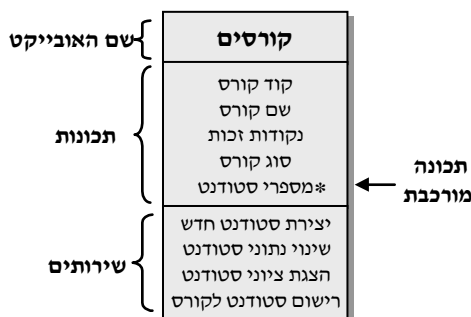 שם האובייקט
קורסים
תכונות
קוד קורס
שם קורס
נקודות זכות
סוג קורס
*מספרי סטודנט
תכונה
מורכבת
שירותים
יצירת סטודנט חדש
שינוי נתוני סטודנט
הצגת ציוני סטודנט
רישום סטודנט לקורס